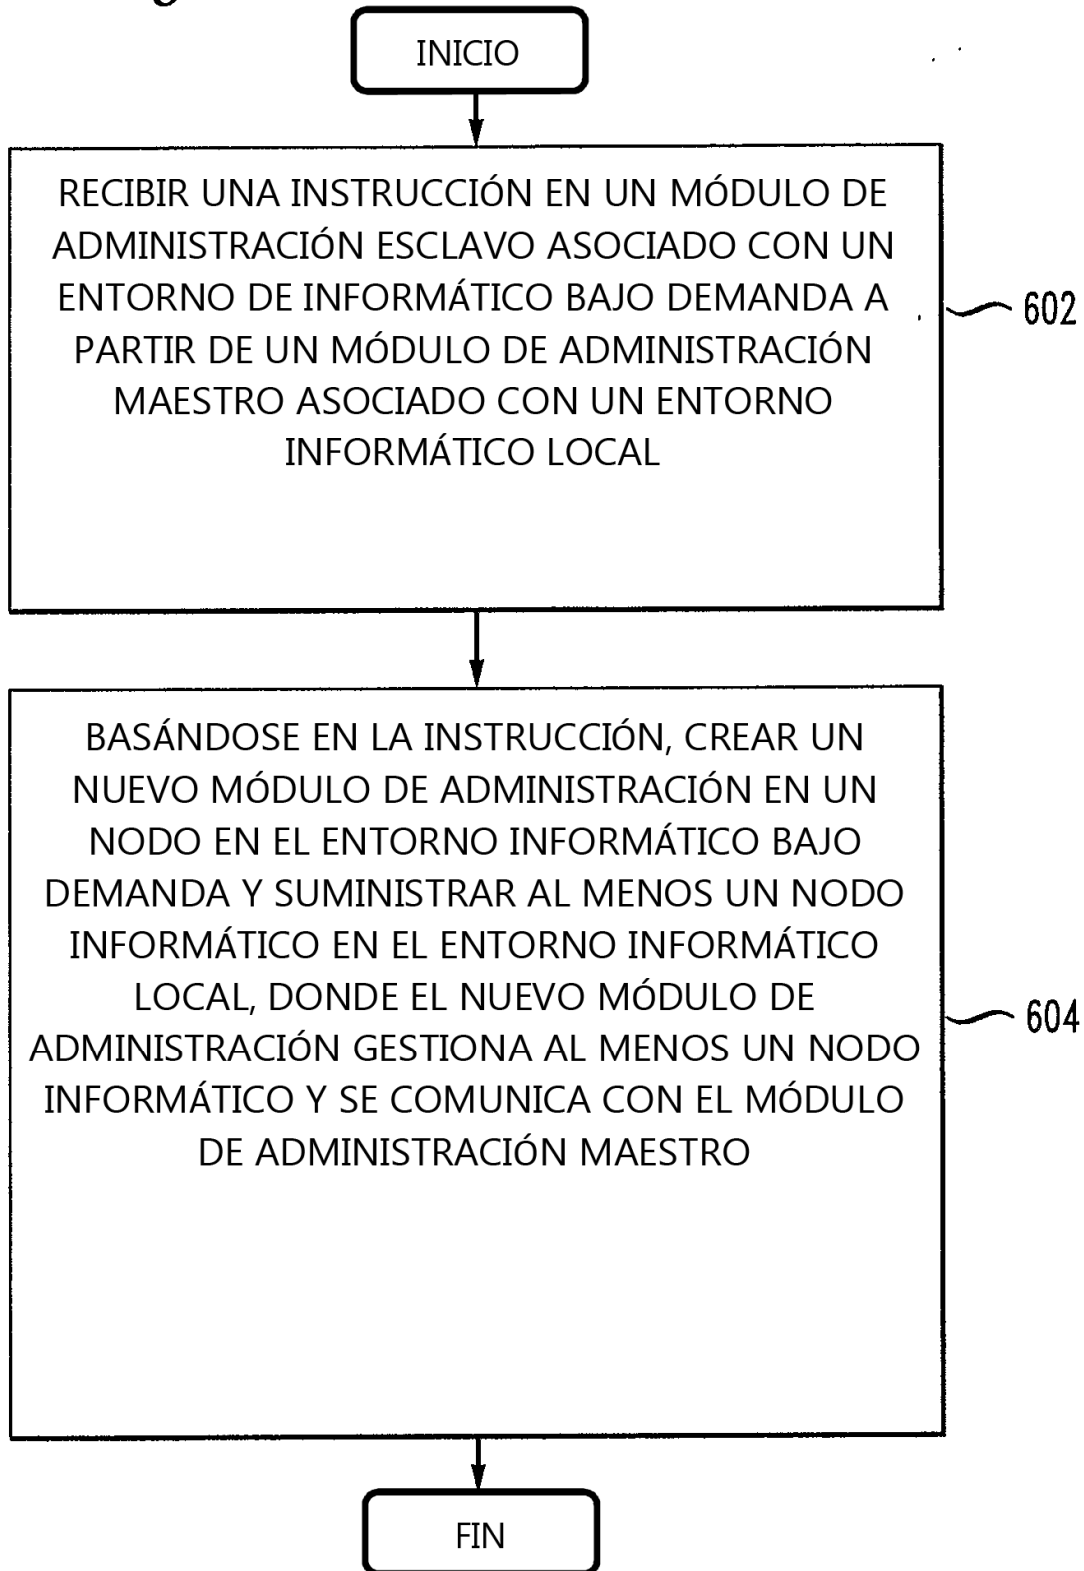 INICIO
RECIBIR UNA INSTRUCCIÓN EN UN MÓDULO DE
ADMINISTRACIÓN ESCLAVO ASOCIADO CON UN
ENTORNO DE INFORMÁTICO BAJO DEMANDA A
PARTIR DE UN MÓDULO DE ADMINISTRACIÓN
MAESTRO ASOCIADO CON UN ENTORNO
INFORMÁTICO LOCAL
602
BASÁNDOSE EN LA INSTRUCCIÓN, CREAR UN
NUEVO MÓDULO DE ADMINISTRACIÓN EN UN
NODO EN EL ENTORNO INFORMÁTICO BAJO
DEMANDA Y SUMINISTRAR AL MENOS UN NODO
INFORMÁTICO EN EL ENTORNO INFORMÁTICO
LOCAL, DONDE EL NUEVO MÓDULO DE
ADMINISTRACIÓN GESTIONA AL MENOS UN NODO
INFORMÁTICO Y SE COMUNICA CON EL MÓDULO
DE ADMINISTRACIÓN MAESTRO
604
FIN